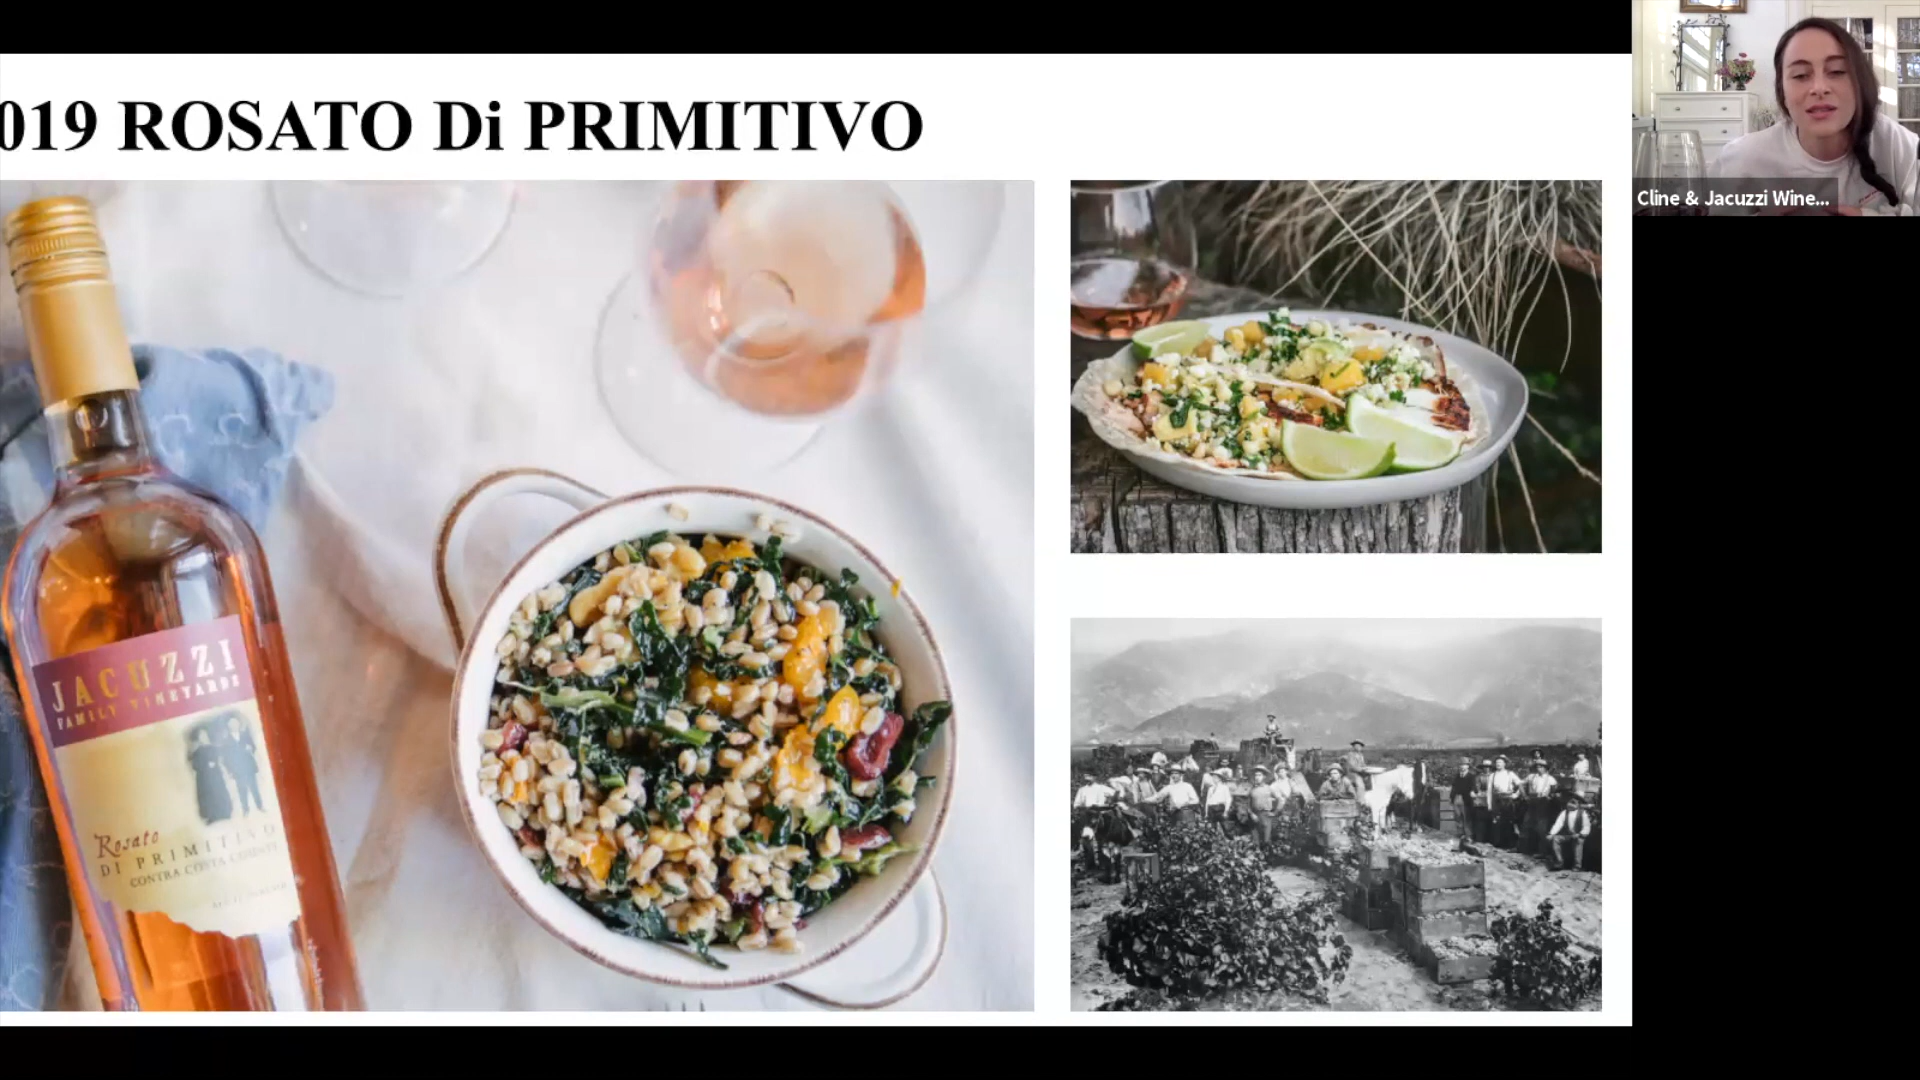 019 ROSATO Di PRIMITIVO
Cline & Jacuzzi Wine...
JACUZZI
FAMILY VINEYARDS
Rosato
DI PRIMITIVO
CONTRA COSTA COUNTY